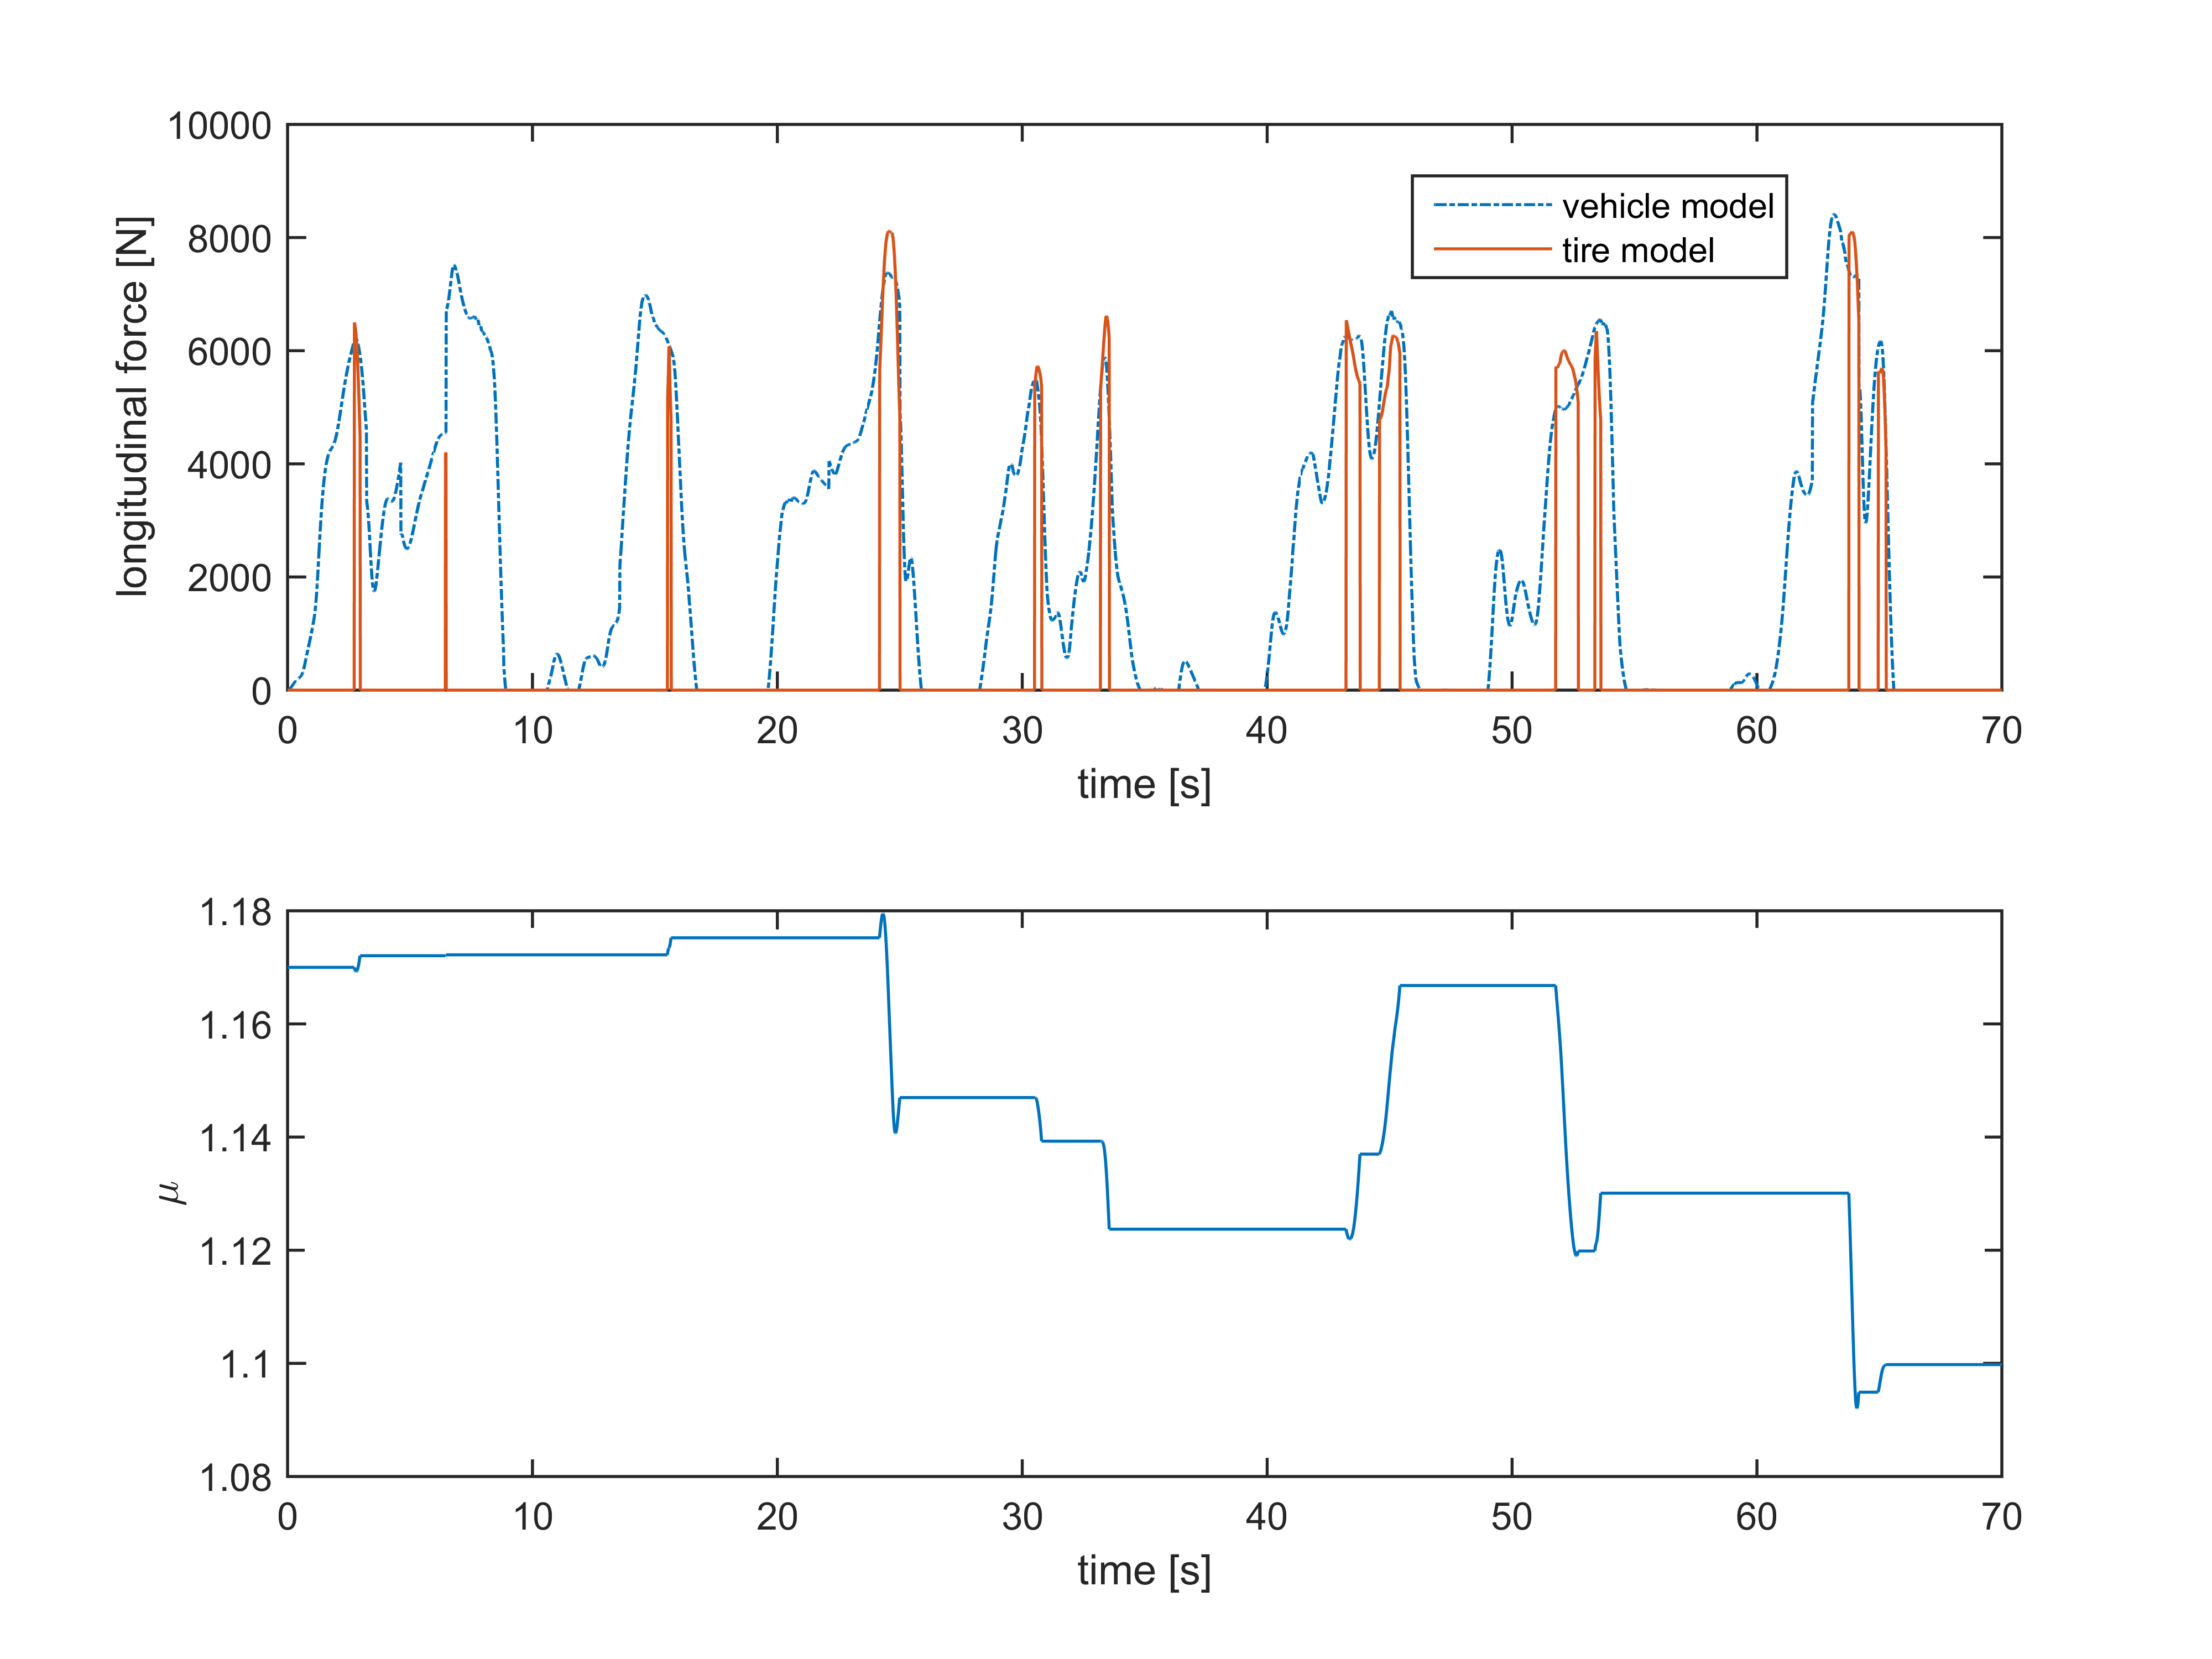 10000
8000
6000
4000
2000
0
longitudinal force [N]
vehicle model
tire model
0 10 20 30 40 50 60 70
time [s]
1.18
1.16
1.14
1.12
1.1
1.08
μ
0 10 20 30 40 50 60 70
time [s]